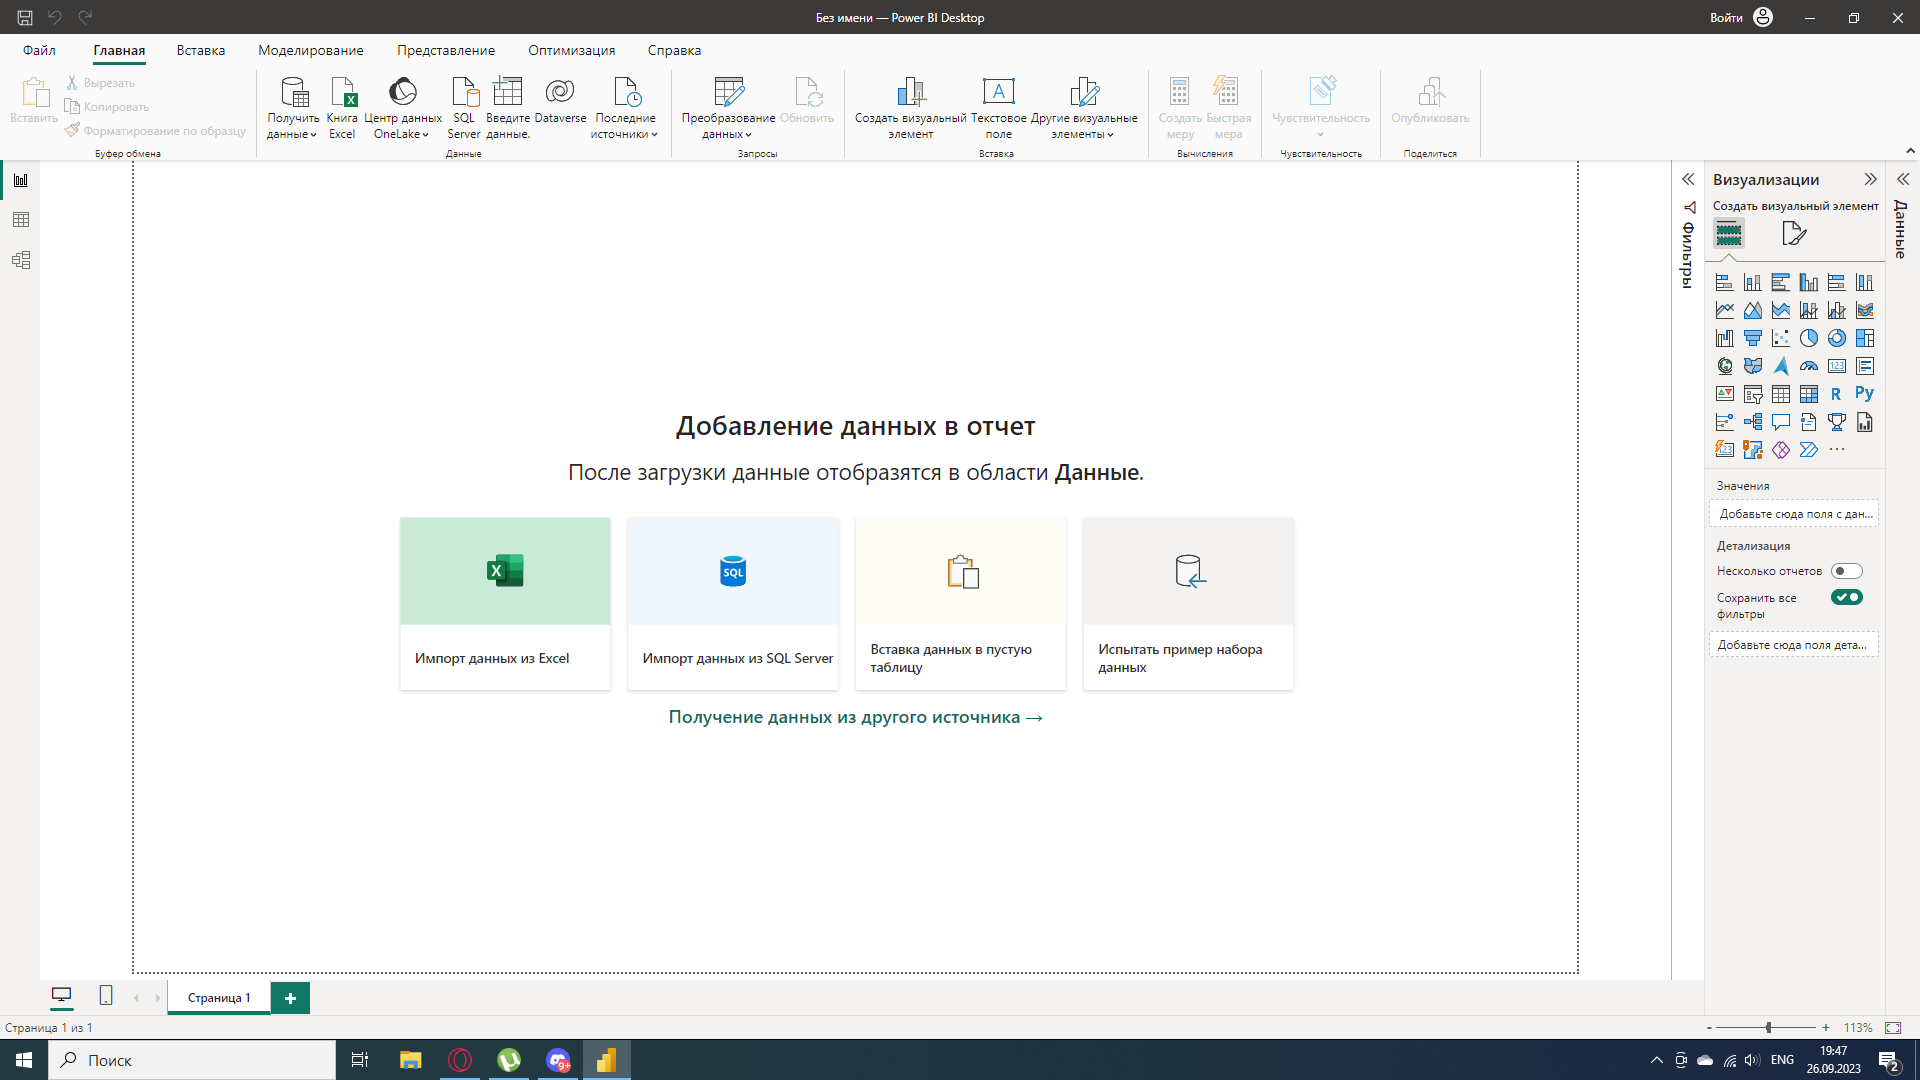 Без имени — Power BI Desktop
Войти
Файл
Главная
Вставка
Моделирование
Представление
Оптимизация
Справка
Вставить
Вырезать
Копировать
Форматирование по образцу
Буфер обмена
Получить данные
Книга Excel
Центр данных OneLake
SQL Server
Введите данные.
Dataverse
Последние источники
Данные
Преобразование данных
Обновить
Запросы
Создать визуальный элемент
Текстовое поле
Другие визуальные элементы
Вставка
Создать меру
Быстрая мера
Вычисления
Чувствительность
Чувствительность
Опубликовать
Поделиться
Добавление данных в отчет
После загрузки данные отобразятся в области Данные.
SQL
Импорт данных из Excel
Импорт данных из SQL Server
Вставка данных в пустую
таблицу
Испытать пример набора
данных
Получение данных из другого источника →
Фильтры
Визуализации
Создать визуальный элемент
123
R
Py
123
Значения
Добавьте сюда поля с дан...
Детализация
Несколько отчетов
Сохранить все
фильтры
Добавьте сюда поля дета...
Данные
Страница 1
Страница 1 из 1
- + 113%
Поиск
9+
ENG
19:47
26.09.2023
2